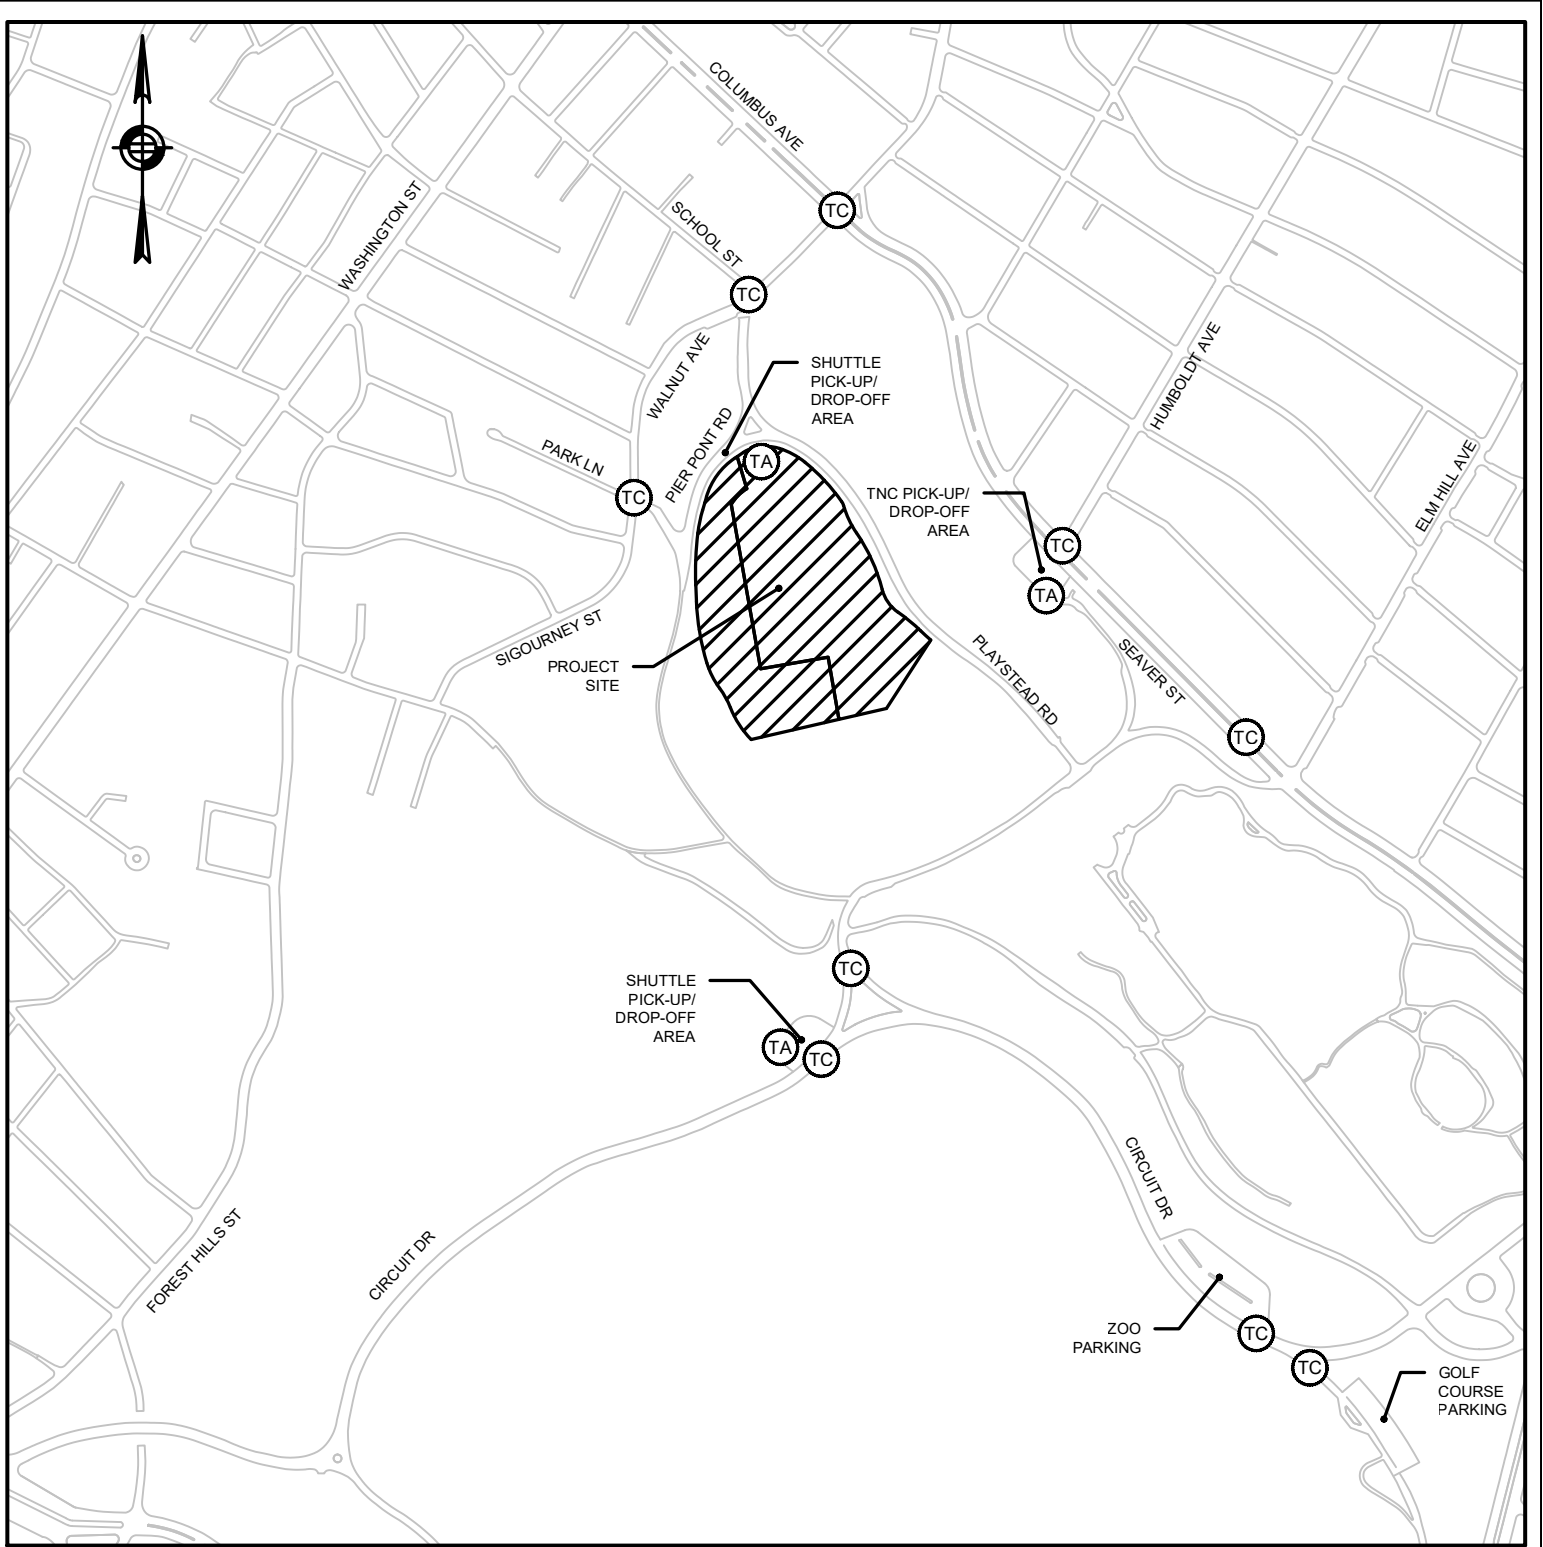 COLUMBUS AVE
WASHINGTON ST
SCHOOL ST
TC
TC
WALNUT AVE
SHUTTLE
PICK-UP/
DROP-OFF
AREA
HUMBOLDT AVE
PIER PONT RD
PARK LN
TC
TA
TNC PICK-UP/
DROP-OFF
AREA
ELM HILL AVE
TC
TA
SIGOURNEY ST
PROJECT
SITE
PLAYSTEAD RD
SEAVER ST
TC
TC
SHUTTLE
PICK-UP/
DROP-OFF
AREA
TA
TC
CIRCUIT DR
FOREST HILLS ST
CIRCUIT DR
ZOO
PARKING
TC
TC
GOLF
COURSE
PARKING